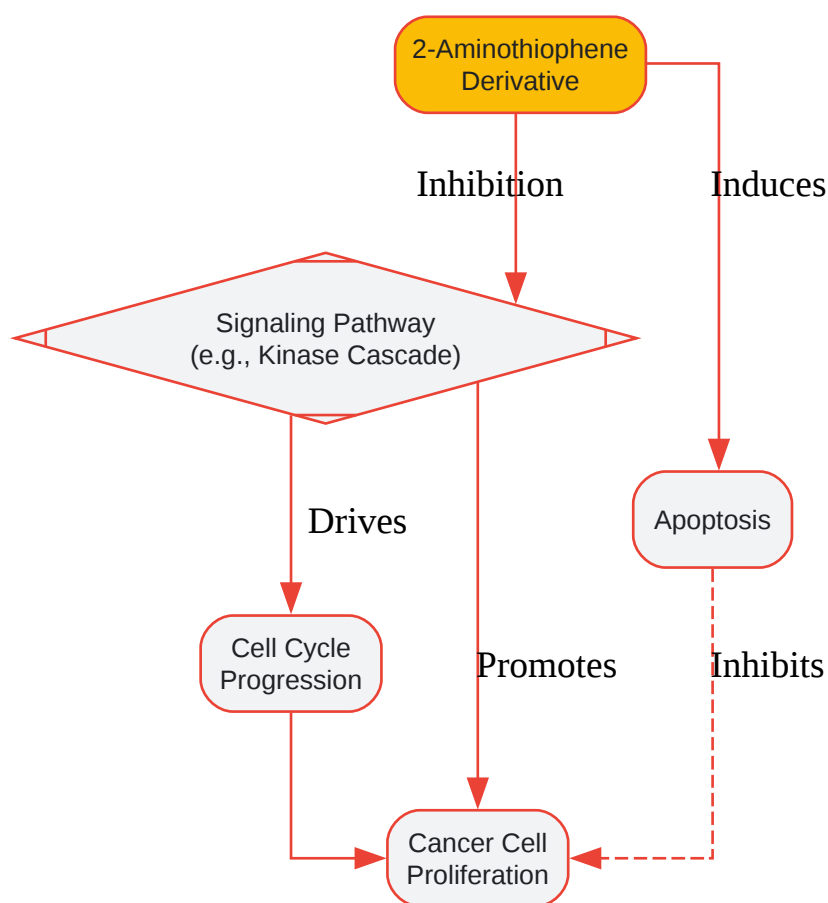 2-Aminothiophene
Derivative
Inhibition
Induces
Signaling Pathway
(e.g., Kinase Cascade)
Drives
Apoptosis
Cell Cycle
Progression
Promotes
Inhibits
Cancer Cell
Proliferation